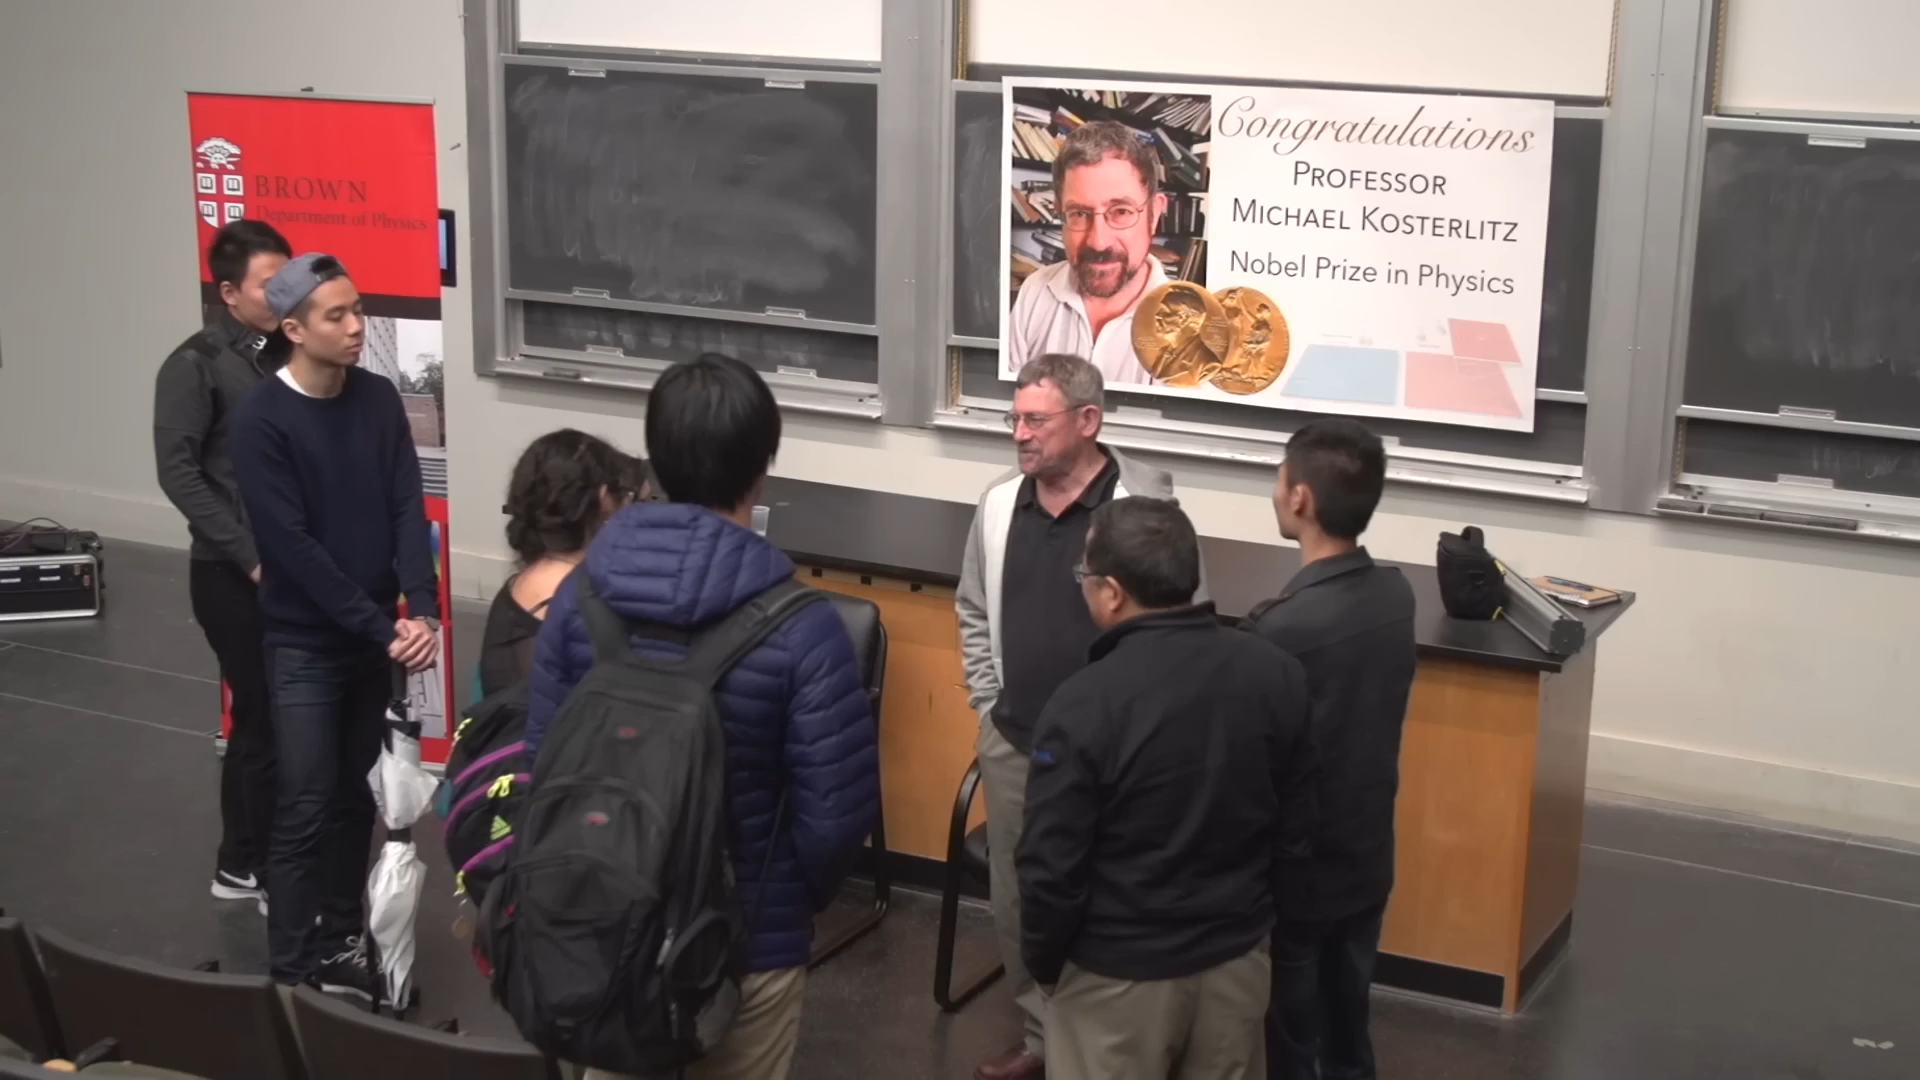 BROWN
Department of Physics
Congratulations
PROFESSOR
MICHAEL KOSTERLITZ
Nobel Prize in Physics